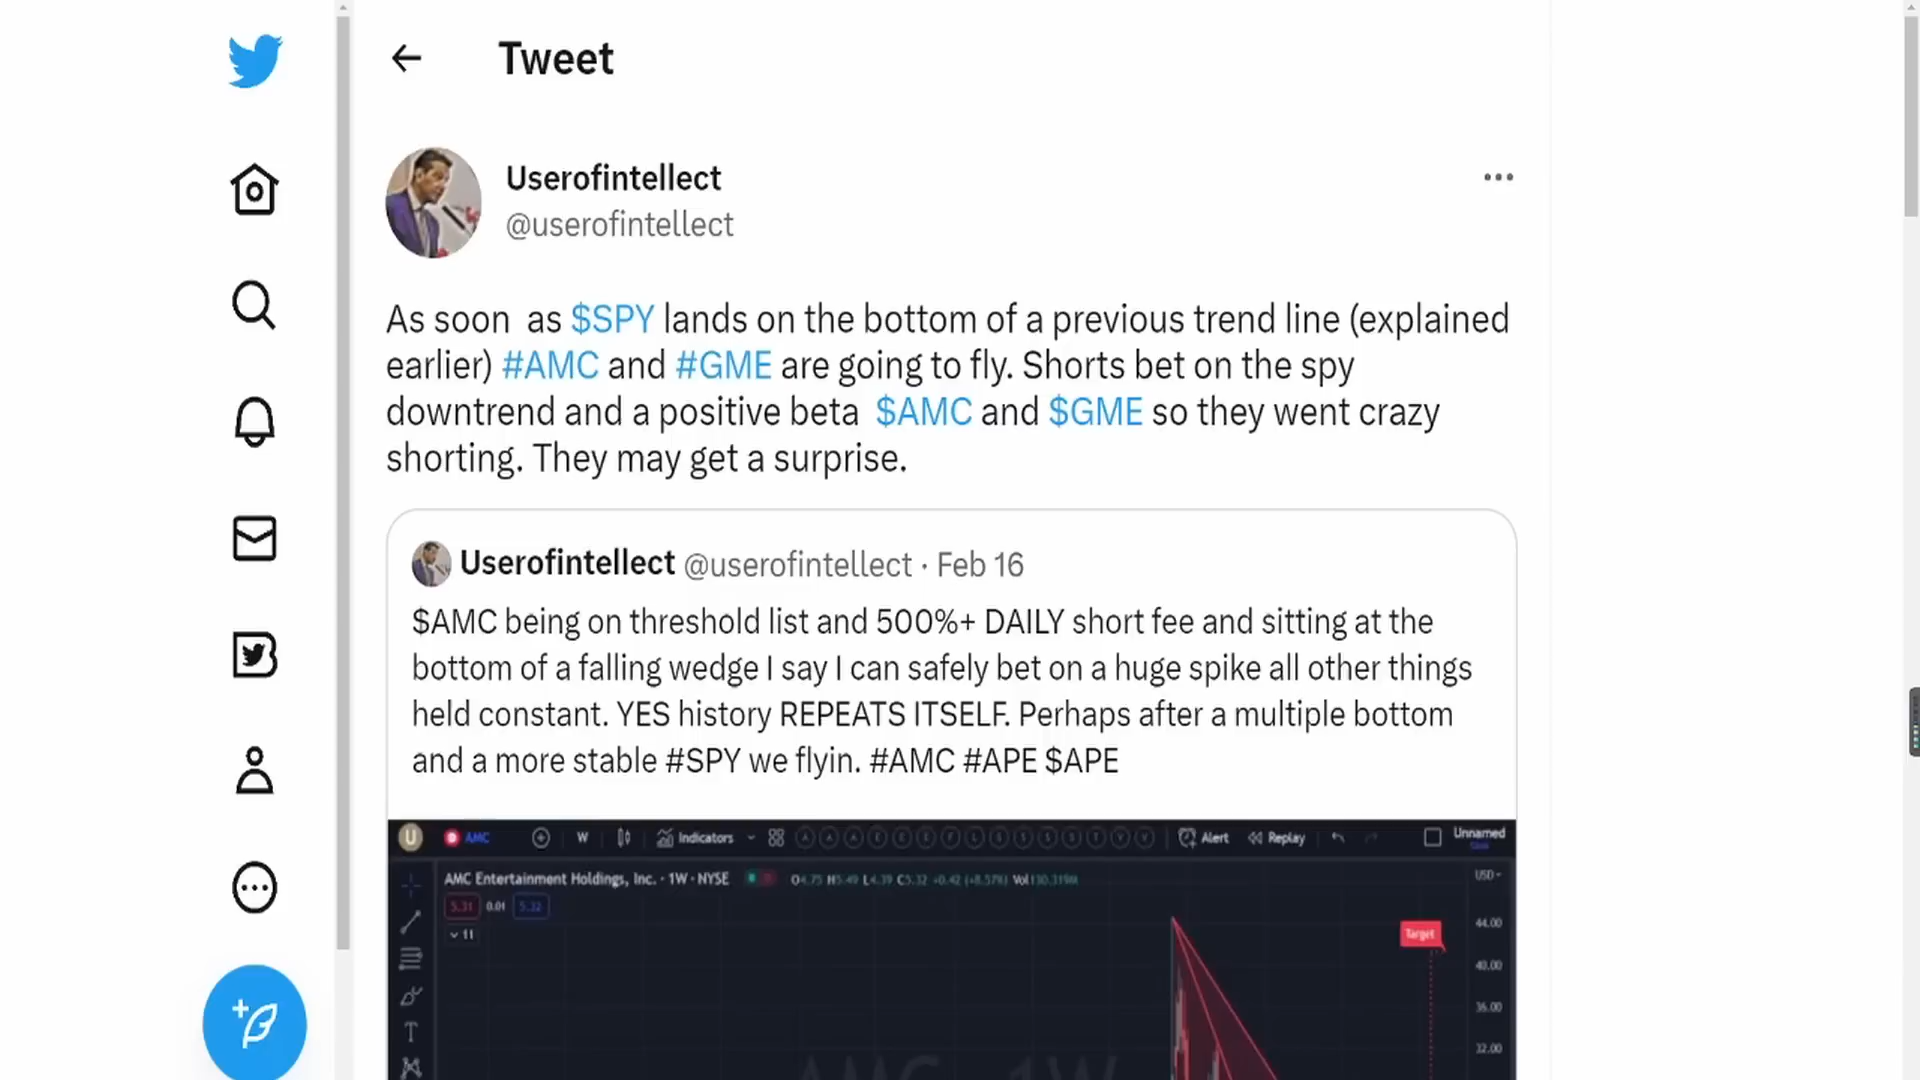 Tweet
Userofintellect
@userofintellect
As soon as $SPY lands on the bottom of a previous trend line (explained
earlier) #AMC and #GME are going to fly. Shorts bet on the spy
downtrend and a positive beta $AMC and $GME so they went crazy
shorting. They may get a surprise.
Userofintellect @userofintellect · Feb 16
$AMC being on threshold list and 500%+ DAILY short fee and sitting at the
bottom of a falling wedge I say I can safely bet on a huge spike all other things
held constant. YES history REPEATS ITSELF. Perhaps after a multiple bottom
and a more stable #SPY we flyin. #AMC #APE $APE
U AMC W Indicators Alert Replay Unnamed
AMC Entertainment Holdings, Inc. · 1W · NYSE O4.75 H5.49 L4.39 C5.32 +0.42 (+8.57%) Vol130.319M
USD
5.31 0.01 5.32
11
44.00
Target
40.00
36.00
32.00
AMC 1W